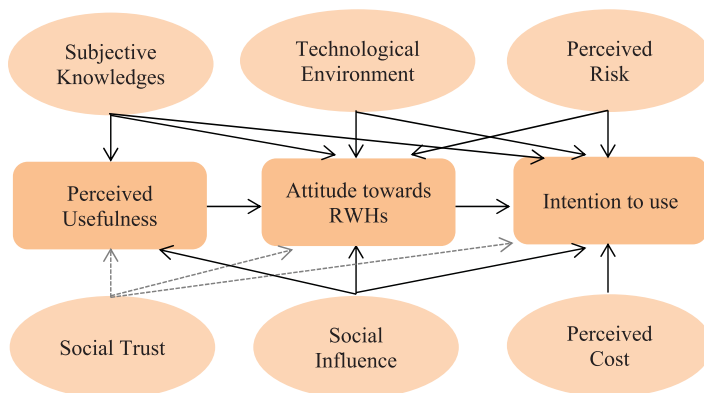 Subjective
Knowledges
Technological
Environment
Perceived
Risk
Perceived
Usefulness
Attitude towards
RWHs
Intention to use
Social Trust
Social
Influence
Perceived
Cost